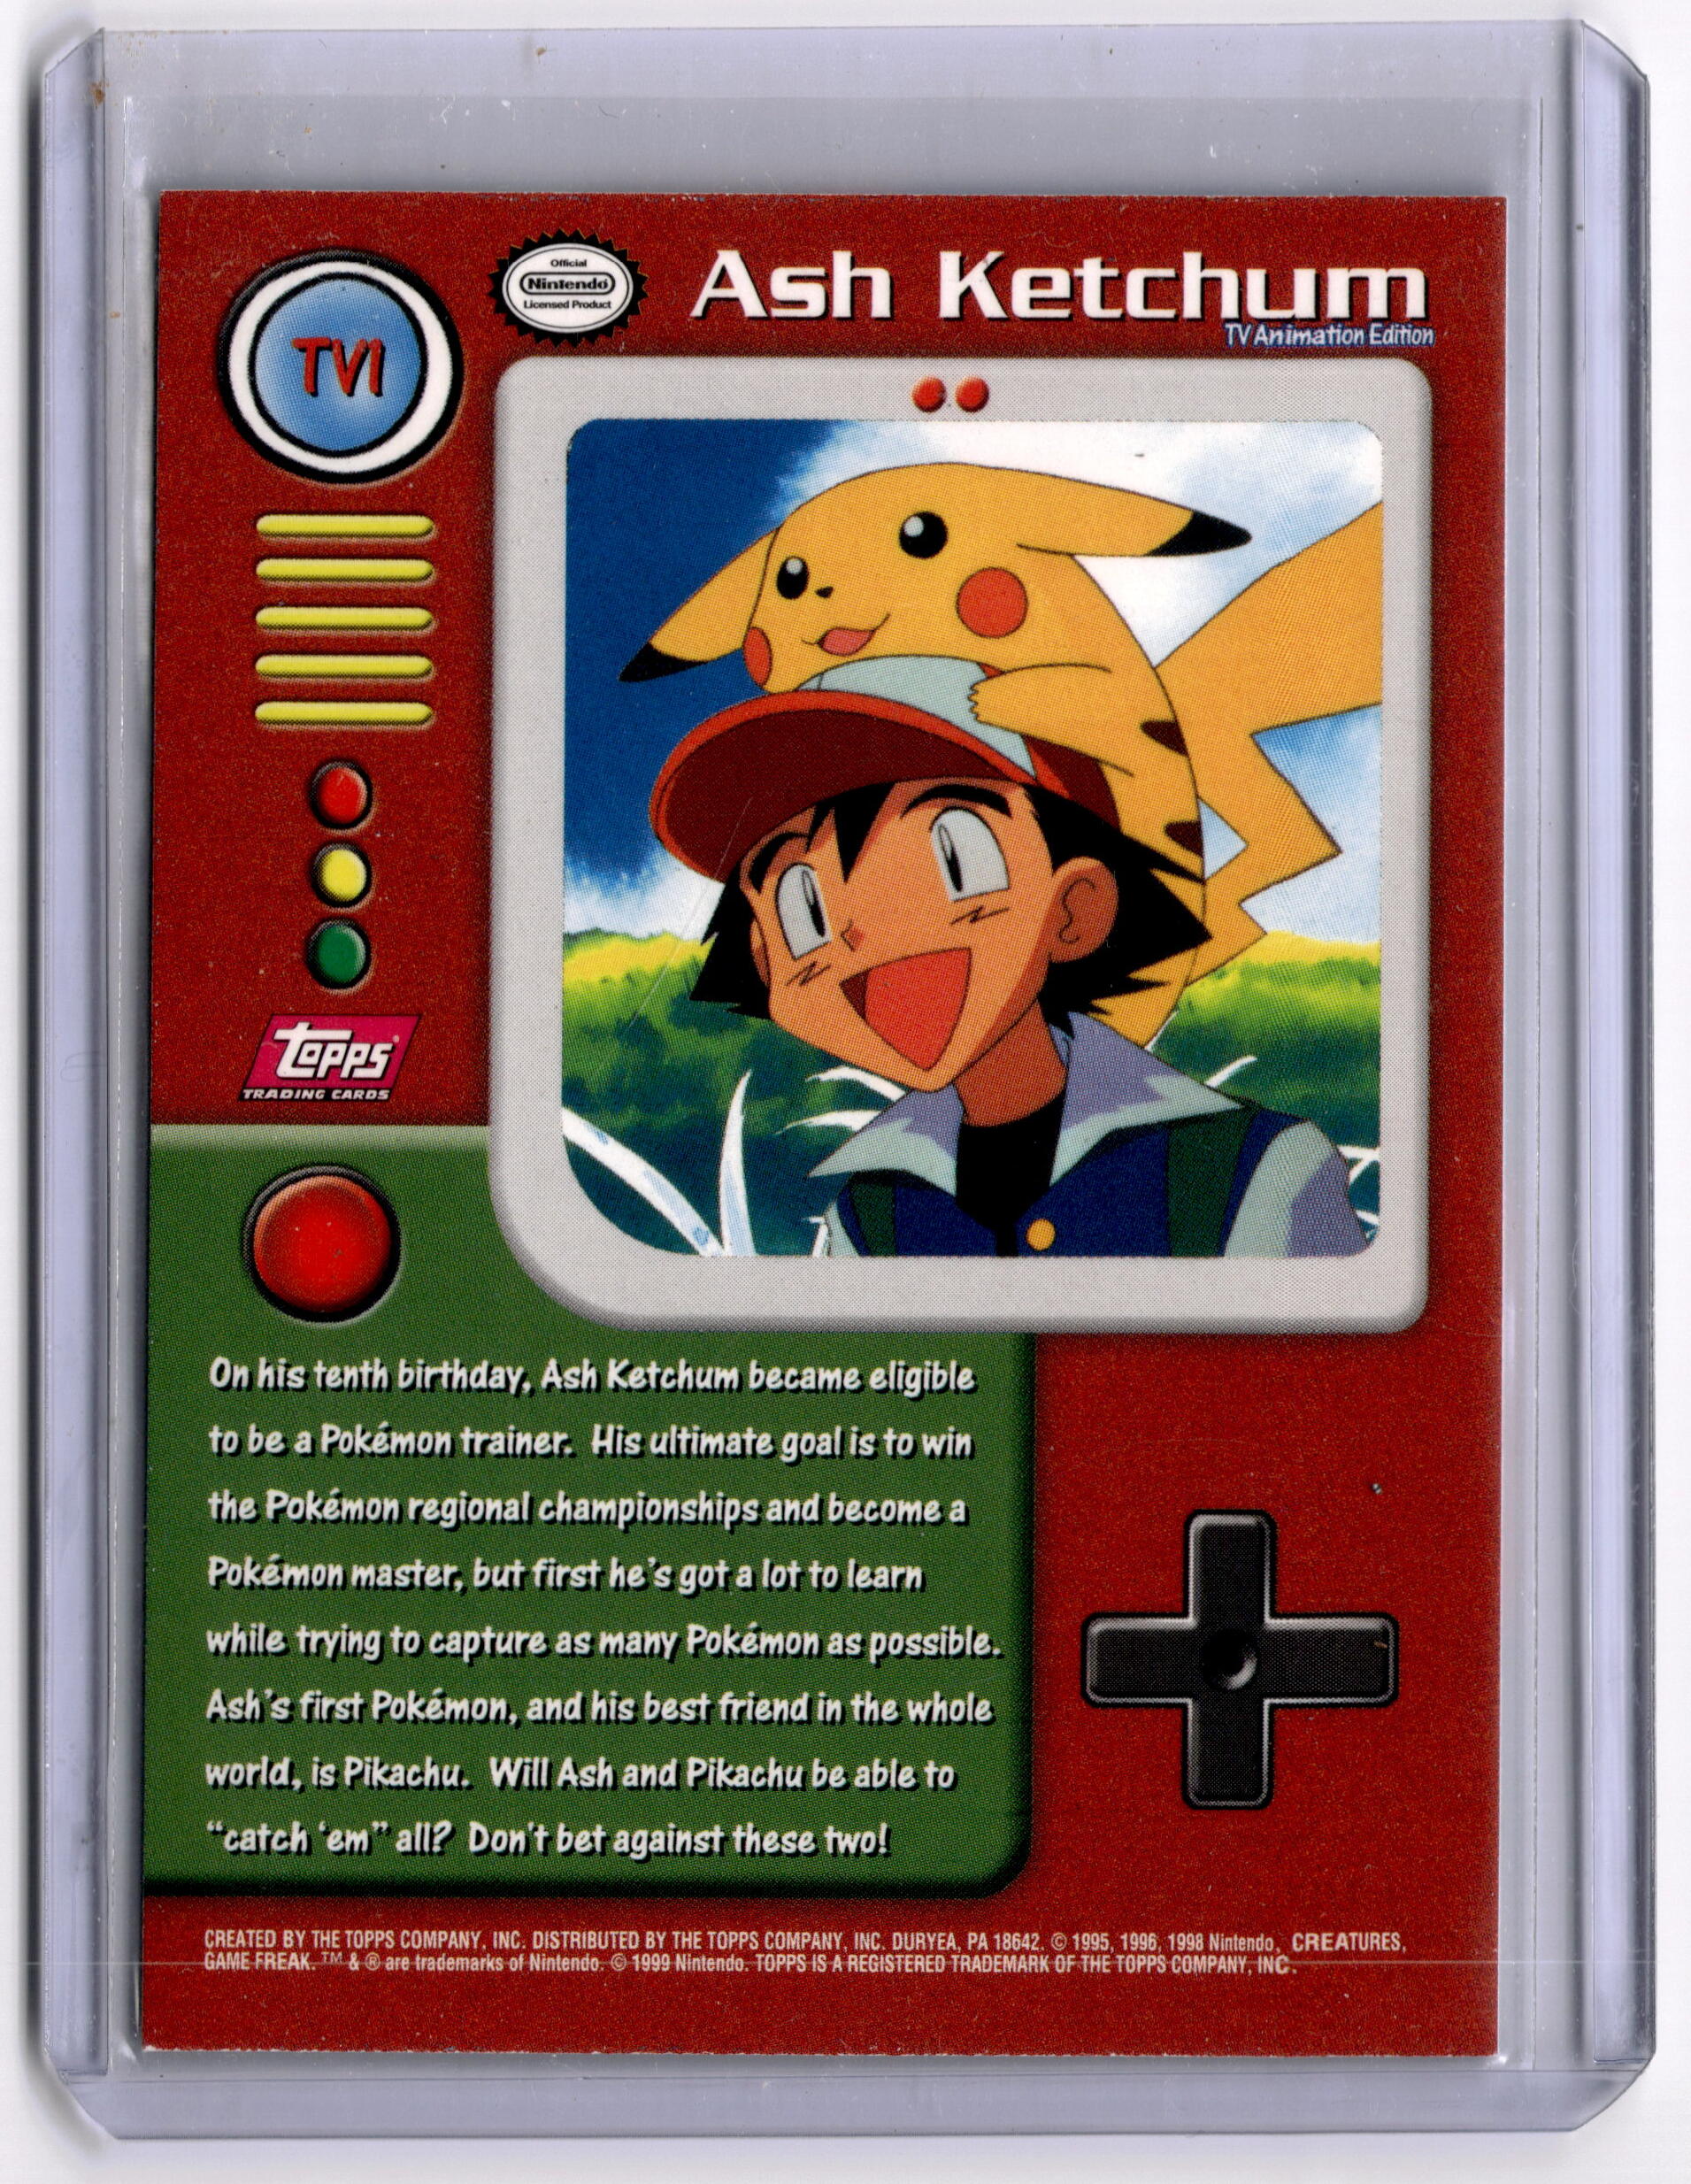 Official
Nintendo
Licensed Product
Ash Ketchum
TV Animation Edition
TV1
topps®
TRADING CARDS
On his tenth birthday, Ash Ketchum became eligible
to be a Pokémon trainer. His ultimate goal is to win
the Pokémon regional championships and become a
Pokémon master, but first he's got a lot to learn
while trying to capture as many Pokémon as possible.
Ash's first Pokémon, and his best friend in the whole
world, is Pikachu. Will Ash and Pikachu be able to
“catch ‘em” all? Don't bet against these two!
CREATED BY THE TOPPS COMPANY, INC. DISTRIBUTED BY THE TOPPS COMPANY, INC. DURYEA, PA 18642. © 1995, 1996, 1998 Nintendo, CREATURES,
GAME FREAK. ™ & ® are trademarks of Nintendo. © 1999 Nintendo. TOPPS IS A REGISTERED TRADEMARK OF THE TOPPS COMPANY, INC.